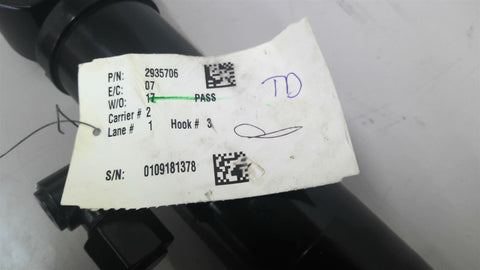 P/N: 2935706
E/C: 07
W/O: 17 PASS
Carrier # 2
Lane # 1 Hook # 3
TD
S/N: 0109181378